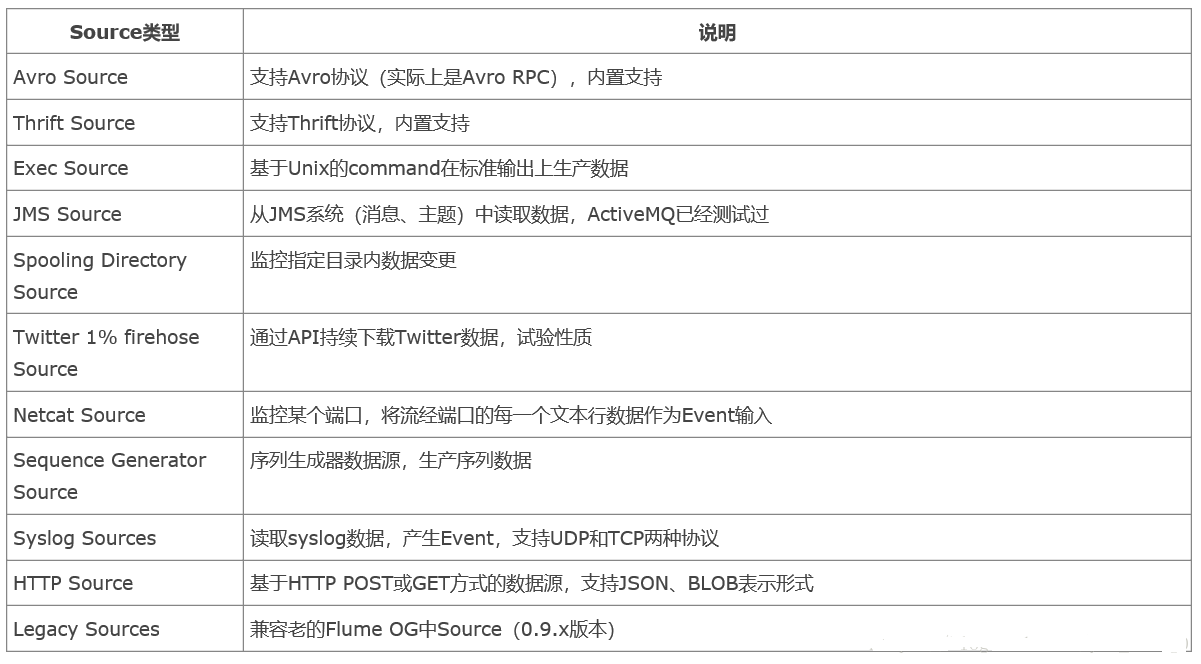 Source类型 说明
Avro Source 支持Avro协议（实际上是Avro RPC），内置支持
Thrift Source 支持Thrift协议，内置支持
Exec Source 基于Unix的command在标准输出上生产数据
JMS Source 从JMS系统（消息、主题）中读取数据，ActiveMQ已经测试过
Spooling Directory 监控指定目录内数据变更
Source
Twitter 1% firehose 通过API持续下载Twitter数据，试验性质
Source
Netcat Source 监控某个端口，将流经端口的每一个文本行数据作为Event输入
Sequence Generator 序列生成器数据源，生产序列数据
Source
Syslog Sources 读取syslog数据，产生Event，支持UDP和TCP两种协议
HTTP Source 基于HTTP POST或GET方式的数据源，支持JSON、BLOB表示形式
Legacy Sources 兼容老的Flume OG中Source（0.9.x版本）